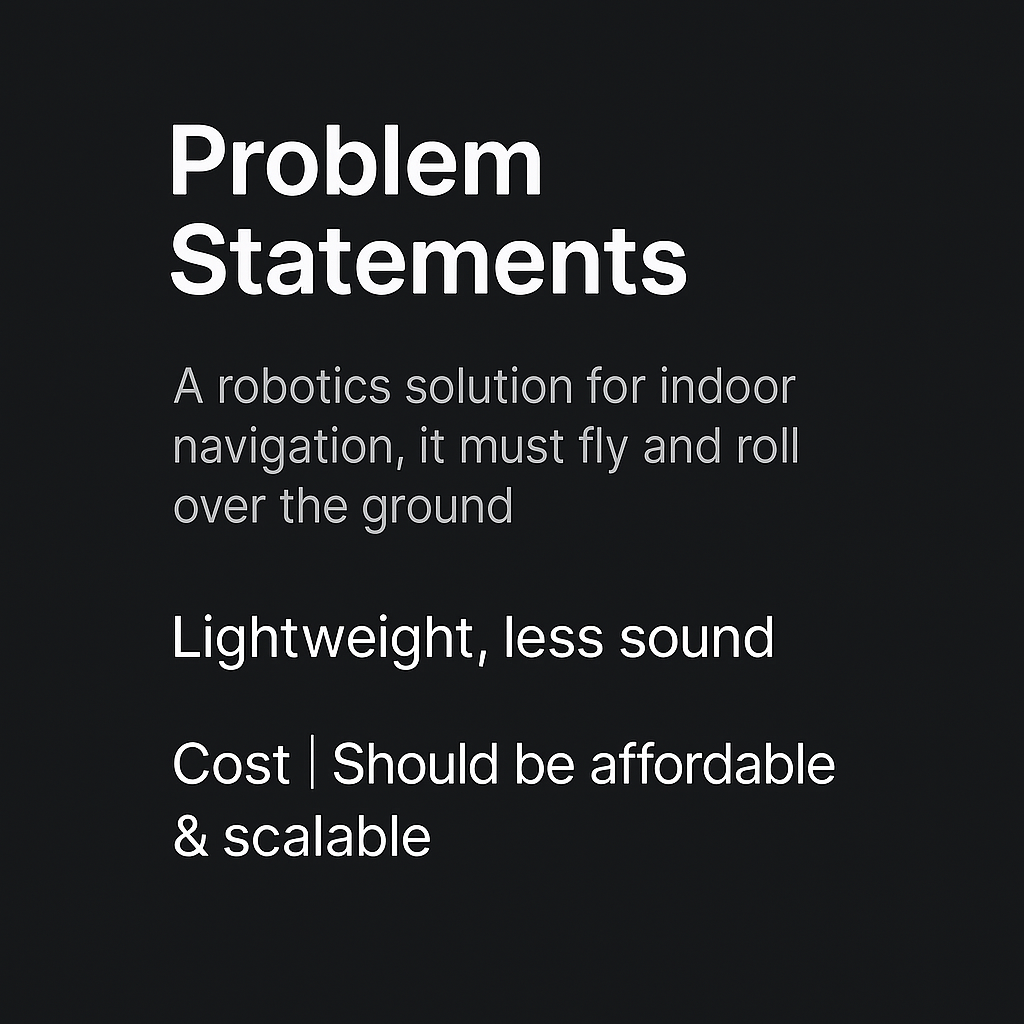 Problem
Statements
A robotics solution for indoor
navigation, it must fly and roll
over the ground
Lightweight, less sound
Cost | Should be affordable
& scalable